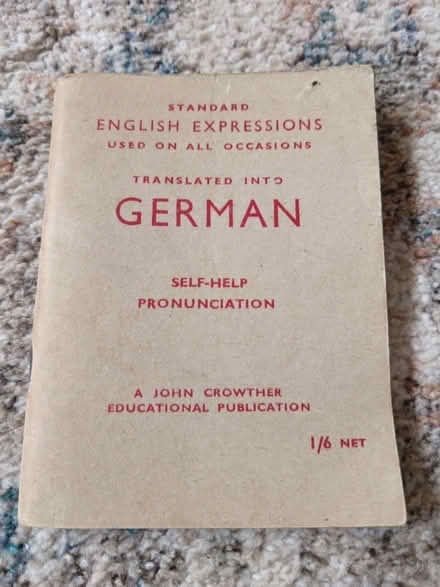 STANDARD
ENGLISH EXPRESSIONS
USED ON ALL OCCASIONS
TRANSLATED INTO
GERMAN
SELF-HELP
PRONUNCIATION
A JOHN CROWTHER
EDUCATIONAL PUBLICATION
1/6 NET